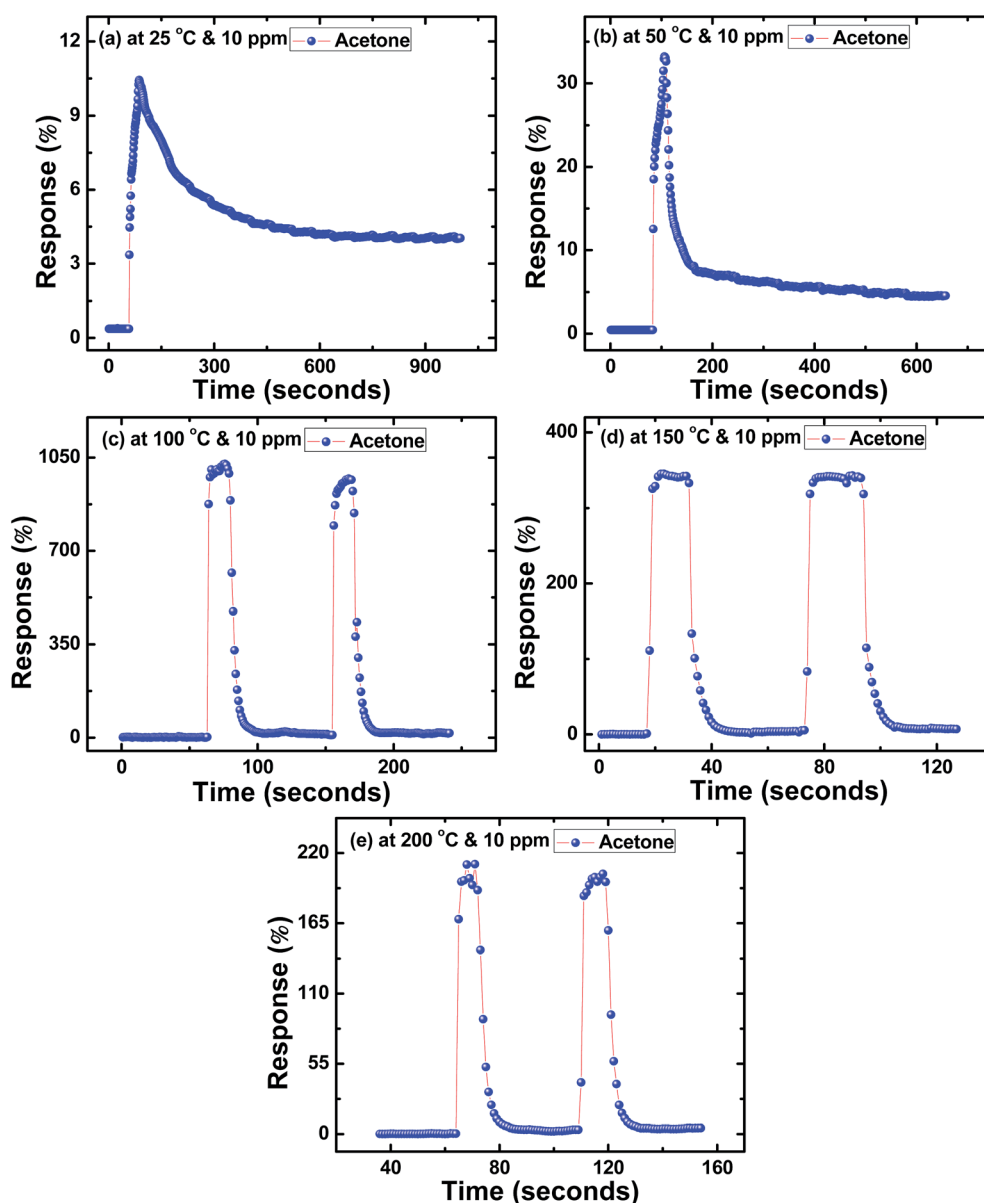 (a) at 25 °C & 10 ppm Acetone
12
9
6
3
0
Response (%)
0 300 600 900
Time (seconds)
(b) at 50 °C & 10 ppm Acetone
40
30
20
10
0
Response (%)
0 200 400 600
Time (seconds)
(c) at 100 °C & 10 ppm Acetone
1050
700
350
0
Response (%)
0 100 200
Time (seconds)
(d) at 150 °C & 10 ppm Acetone
400
200
0
Response (%)
0 40 80 120
Time (seconds)
(e) at 200 °C & 10 ppm Acetone
220
165
110
55
0
Response (%)
40 80 120 160
Time (seconds)